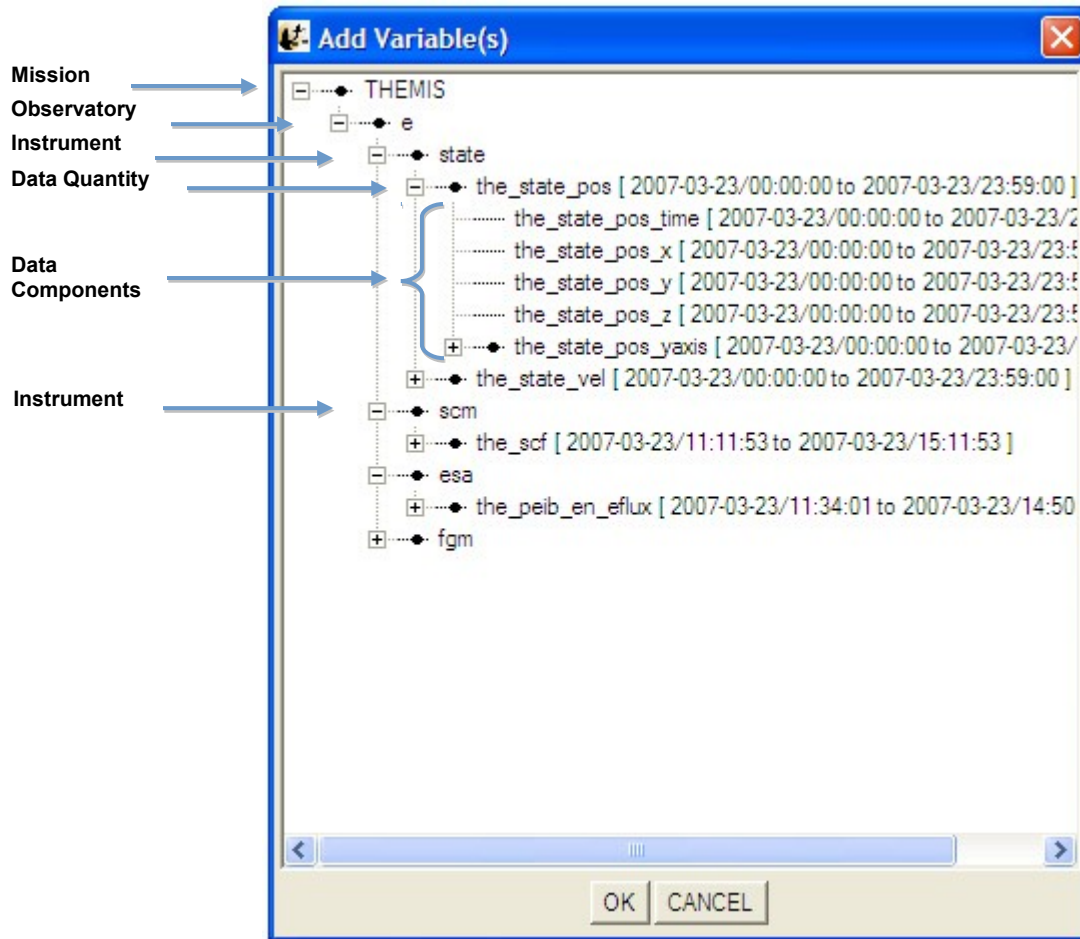 Add Variable(s)
Mission
THEMIS
Observatory
e
Instrument
state
Data Quantity
the_state_pos [ 2007-03-23/00:00:00 to 2007-03-23/23:59:00 ]
the_state_pos_time [ 2007-03-23/00:00:00 to 2007-03-23/2
the_state_pos_x [ 2007-03-23/00:00:00 to 2007-03-23/23:5
Data
Components
the_state_pos_y [ 2007-03-23/00:00:00 to 2007-03-23/23:5
the_state_pos_z [ 2007-03-23/00:00:00 to 2007-03-23/23:5
the_state_pos_yaxis [ 2007-03-23/00:00:00 to 2007-03-23/
the_state_vel [ 2007-03-23/00:00:00 to 2007-03-23/23:59:00 ]
Instrument
scm
the_scf [ 2007-03-23/11:11:53 to 2007-03-23/15:11:53 ]
esa
the_peib_en_eflux [ 2007-03-23/11:34:01 to 2007-03-23/14:50
fgm
OK CANCEL